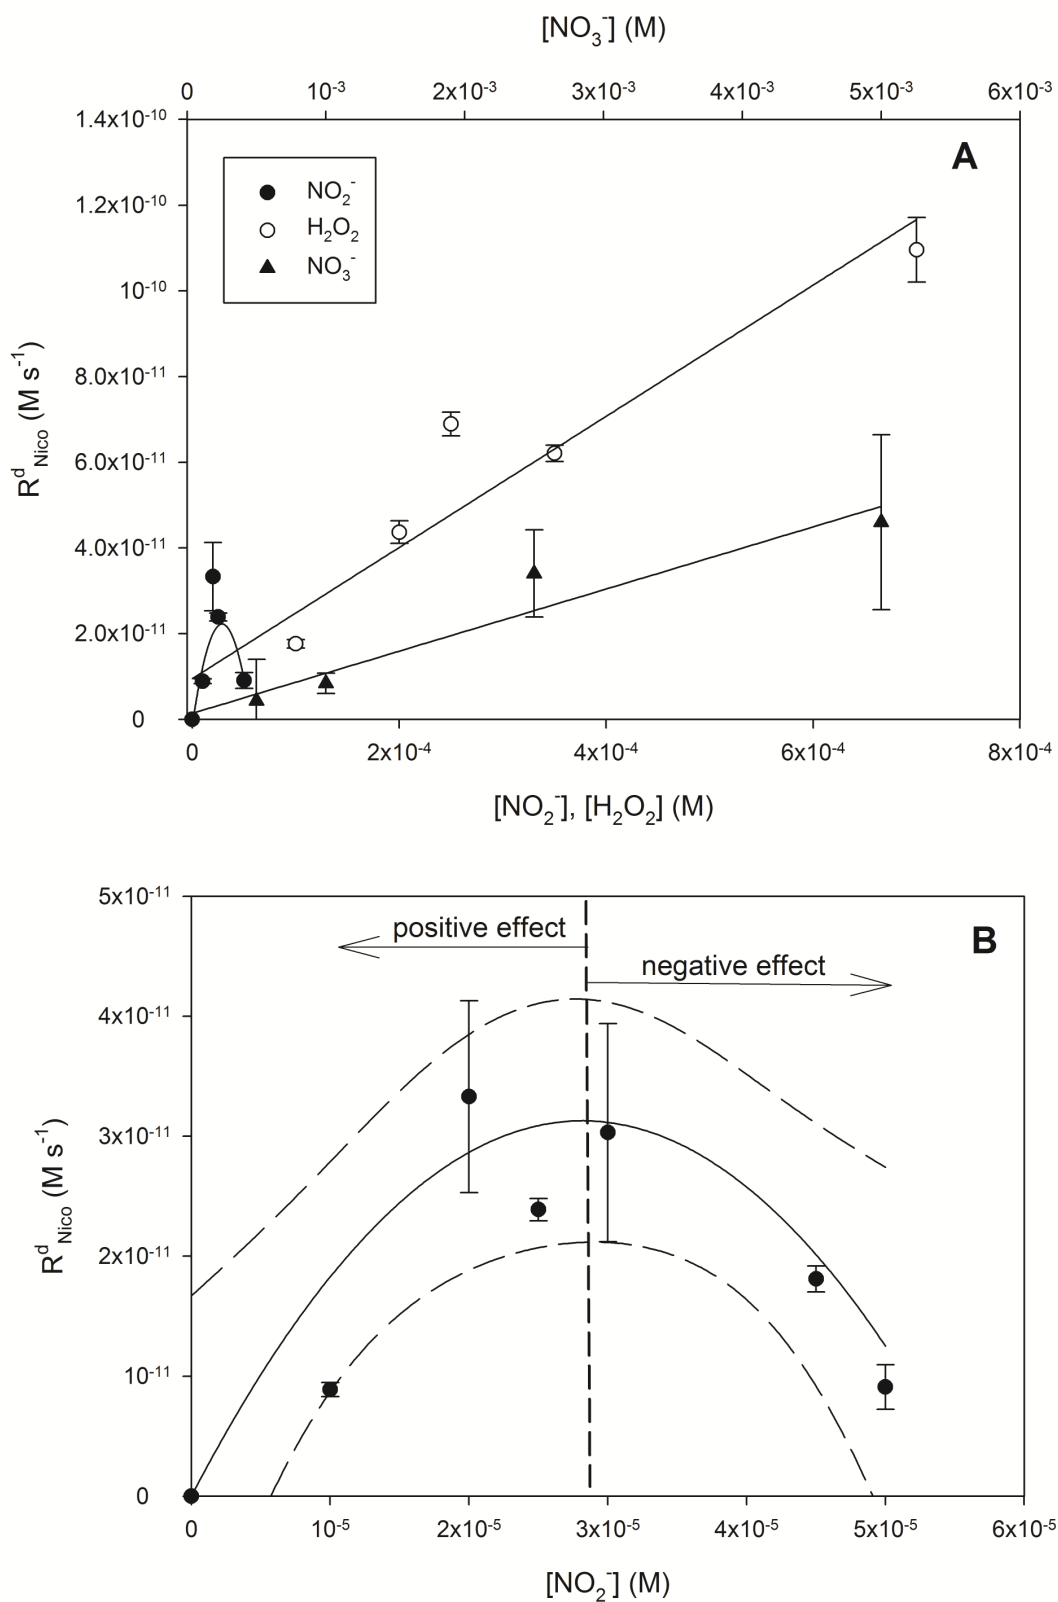 [NO₃⁻] (M)
0 10⁻³ 2x10⁻³ 3x10⁻³ 4x10⁻³ 5x10⁻³ 6x10⁻³
A
NO₂⁻
H₂O₂
NO₃⁻
1.4x10⁻¹⁰
1.2x10⁻¹⁰
10⁻¹⁰
8.0x10⁻¹¹
6.0x10⁻¹¹
4.0x10⁻¹¹
2.0x10⁻¹¹
0
Rᵈ_Nico (M s⁻¹)
0 2x10⁻⁴ 4x10⁻⁴ 6x10⁻⁴ 8x10⁻⁴
[NO₂⁻], [H₂O₂] (M)
positive effect
negative effect
B
5x10⁻¹¹
4x10⁻¹¹
3x10⁻¹¹
2x10⁻¹¹
10⁻¹¹
0
Rᵈ_Nico (M s⁻¹)
0 10⁻⁵ 2x10⁻⁵ 3x10⁻⁵ 4x10⁻⁵ 5x10⁻⁵ 6x10⁻⁵
[NO₂⁻] (M)